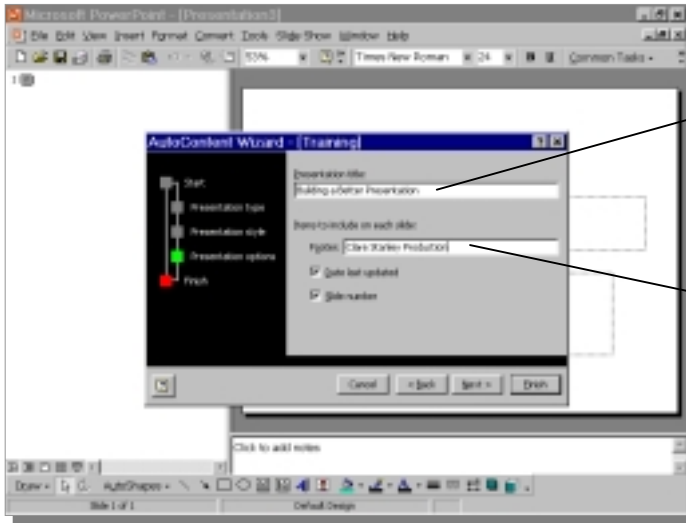 Microsoft PowerPoint - [Presentation3]
File Edit View Insert Format Convert Tools Slide Show Window Help
53% Times New Roman 24 B U Common Tasks
1
AutoContent Wizard - [Training]
Start
Presentation type
Presentation style
Presentation options
Finish
Presentation title:
Building a Better Presentation
Items to include on each slide:
Footer: Production
Date last updated
Slide number
Cancel < Back Next > Finish
Click to add notes
Draw AutoShapes
Slide 1 of 1 Default Design